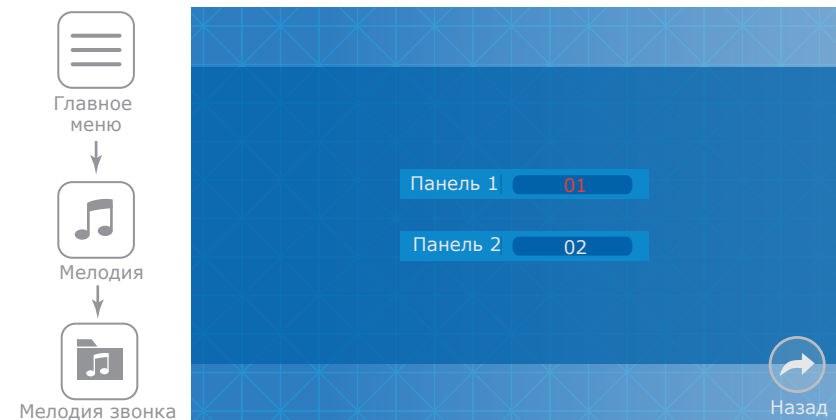 Главное
меню
Мелодия
Мелодия звонка
Панель 1 01
Панель 2 02
Назад